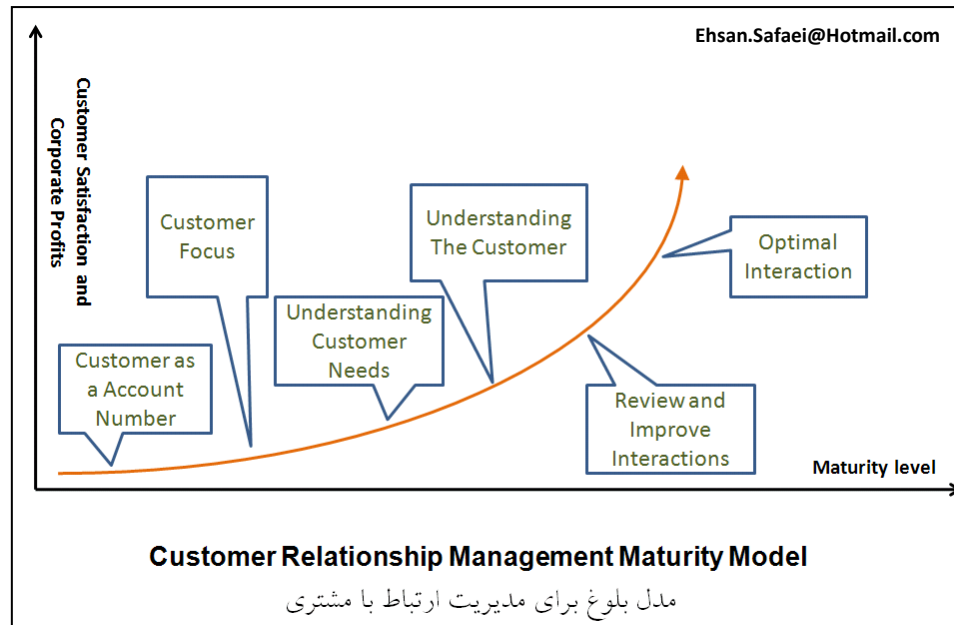 Ehsan.Safaei@Hotmail.com
Customer Satisfaction and
Corporate Profits
Customer as
a Account
Number
Customer
Focus
Understanding
Customer
Needs
Understanding
The Customer
Review and
Improve
Interactions
Optimal
Interaction
Maturity level
Customer Relationship Management Maturity Model
مدل بلوغ برای مدیریت ارتباط با مشتری